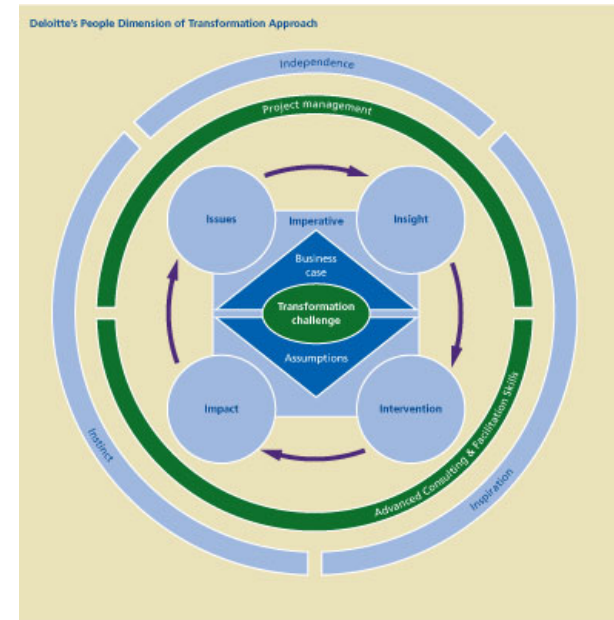 Deloitte's People Dimension of Transformation Approach
Independence
Project management
Issues
Imperative
Insight
Business
case
Transformation
challenge
Assumptions
Impact
Intervention
Instinct
Advanced Consulting & Facilitation Skills
Inspiration